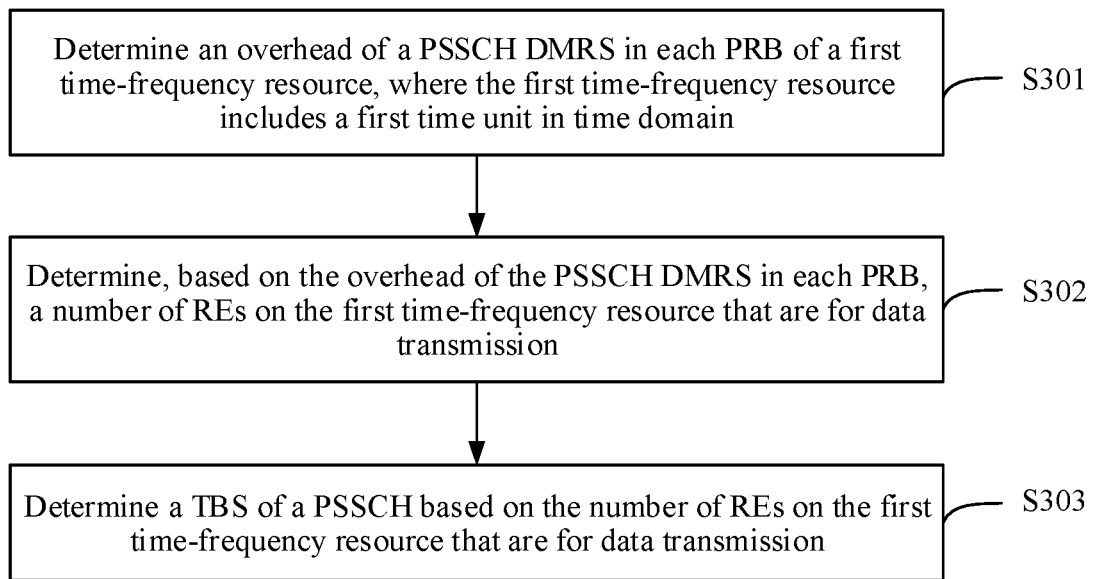 Determine an overhead of a PSSCH DMRS in each PRB of a first
time-frequency resource, where the first time-frequency resource
includes a first time unit in time domain
S301
Determine, based on the overhead of the PSSCH DMRS in each PRB,
a number of REs on the first time-frequency resource that are for data
transmission
S302
Determine a TBS of a PSSCH based on the number of REs on the first
time-frequency resource that are for data transmission
S303